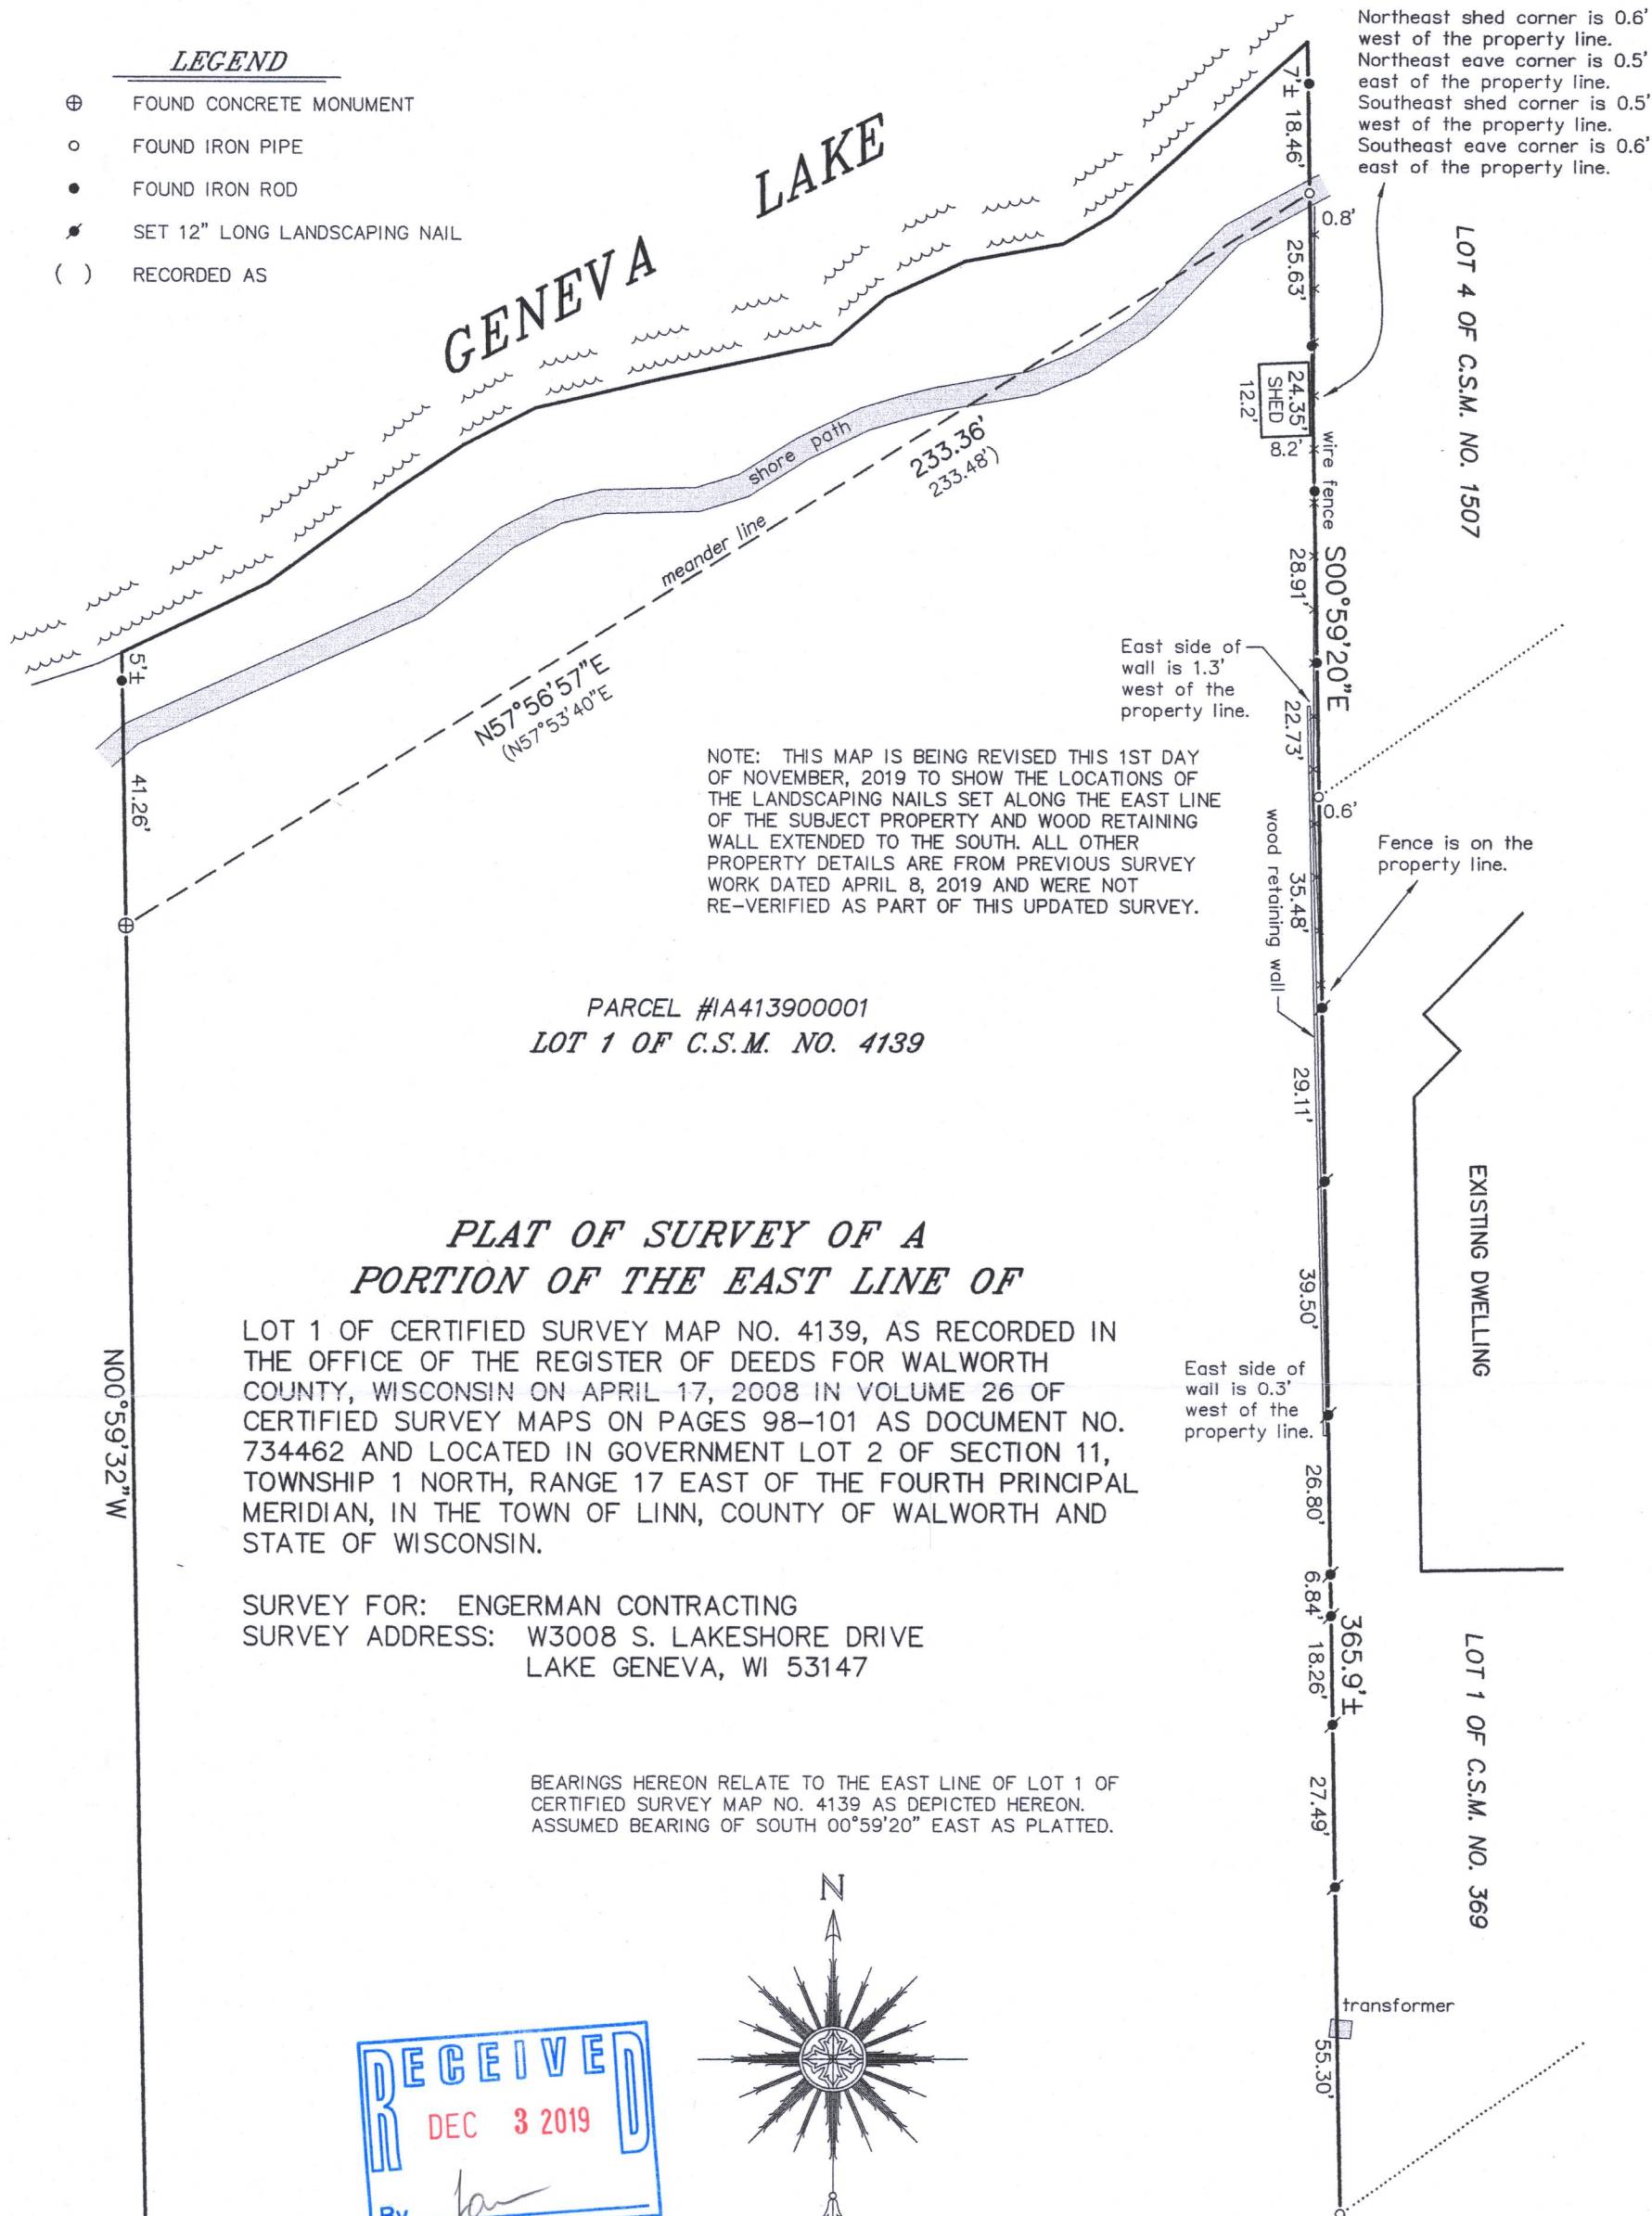 LEGEND
FOUND CONCRETE MONUMENT
FOUND IRON PIPE
FOUND IRON ROD
SET 12" LONG LANDSCAPING NAIL
( ) RECORDED AS
Northeast shed corner is 0.6'
west of the property line.
Northeast eave corner is 0.5'
east of the property line.
Southeast shed corner is 0.5'
west of the property line.
Southeast eave corner is 0.6'
east of the property line.
GENEVA LAKE
7'±
18.46'
0.8'
25.63'
LOT 4 OF C.S.M. NO. 1507
24.35'
SHED
12.2'
8.2'
wire fence
shore path
233.36'
233.48')
meander line
N57°56'57"E
(N57°53'40"E
S00°59'20"E
28.91'
5'±
41.26'
East side of
wall is 1.3'
west of the
property line.
22.73'
0.6'
NOTE: THIS MAP IS BEING REVISED THIS 1ST DAY
OF NOVEMBER, 2019 TO SHOW THE LOCATIONS OF
THE LANDSCAPING NAILS SET ALONG THE EAST LINE
OF THE SUBJECT PROPERTY AND WOOD RETAINING
WALL EXTENDED TO THE SOUTH. ALL OTHER
PROPERTY DETAILS ARE FROM PREVIOUS SURVEY
WORK DATED APRIL 8, 2019 AND WERE NOT
RE-VERIFIED AS PART OF THIS UPDATED SURVEY.
wood retaining wall
35.48'
Fence is on the
property line.
PARCEL #IA413900001
LOT 1 OF C.S.M. NO. 4139
29.11'
EXISTING DWELLING
PLAT OF SURVEY OF A
PORTION OF THE EAST LINE OF
LOT 1 OF CERTIFIED SURVEY MAP NO. 4139, AS RECORDED IN
THE OFFICE OF THE REGISTER OF DEEDS FOR WALWORTH
COUNTY, WISCONSIN ON APRIL 17, 2008 IN VOLUME 26 OF
CERTIFIED SURVEY MAPS ON PAGES 98-101 AS DOCUMENT NO.
734462 AND LOCATED IN GOVERNMENT LOT 2 OF SECTION 11,
TOWNSHIP 1 NORTH, RANGE 17 EAST OF THE FOURTH PRINCIPAL
MERIDIAN, IN THE TOWN OF LINN, COUNTY OF WALWORTH AND
STATE OF WISCONSIN.
N00°59'32"W
39.50'
East side of
wall is 0.3'
west of the
property line.
26.80'
SURVEY FOR: ENGERMAN CONTRACTING
SURVEY ADDRESS: W3008 S. LAKESHORE DRIVE
LAKE GENEVA, WI 53147
6.84'
365.9'±
18.26'
LOT 1 OF C.S.M. NO. 369
27.49'
BEARINGS HEREON RELATE TO THE EAST LINE OF LOT 1 OF
CERTIFIED SURVEY MAP NO. 4139 AS DEPICTED HEREON.
ASSUMED BEARING OF SOUTH 00°59'20" EAST AS PLATTED.
N
transformer
55.30'
RECEIVED
DEC 3 2019
By